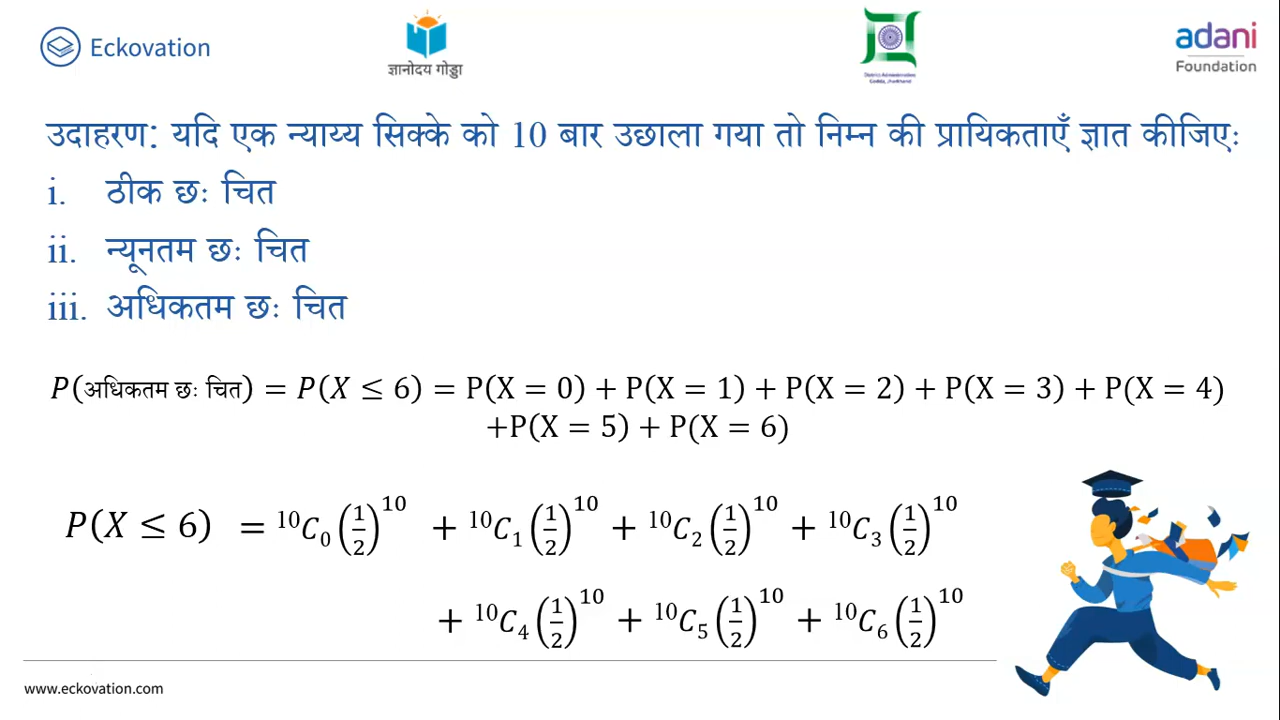 Eckovation
ज्ञानोदय गोड्डा
adani
Foundation
उदाहरण: यदि एक न्याय्य सिक्के को 10 बार उछाला गया तो निम्न की प्रायिकताएँ ज्ञात कीजिए:
i. ठीक छः चित
ii. न्यूनतम छः चित
iii. अधिकतम छः चित
P(अधिकतम छः चित) = P(X ≤ 6) = P(X = 0) + P(X = 1) + P(X = 2) + P(X = 3) + P(X = 4)
+P(X = 5) + P(X = 6)
P(X ≤ 6) = ¹⁰C₀(1/2)¹⁰ + ¹⁰C₁(1/2)¹⁰ + ¹⁰C₂(1/2)¹⁰ + ¹⁰C₃(1/2)¹⁰
+ ¹⁰C₄(1/2)¹⁰ + ¹⁰C₅(1/2)¹⁰ + ¹⁰C₆(1/2)¹⁰
www.eckovation.com